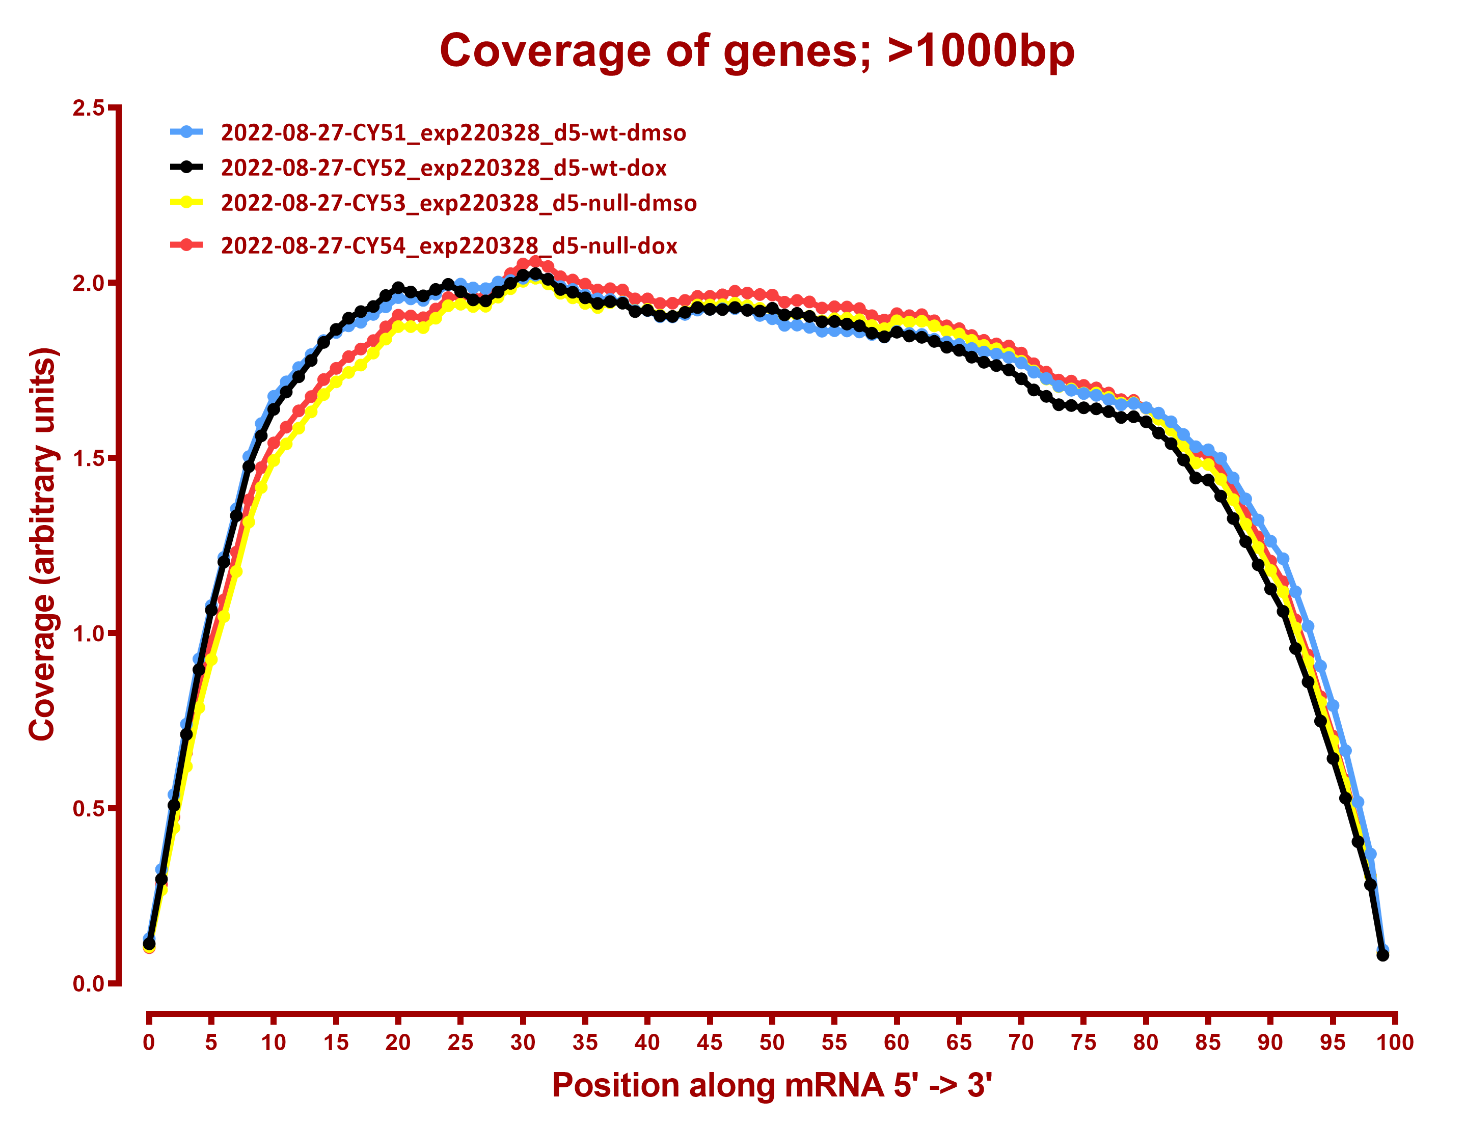 Coverage of genes; >1000bp
2022-08-27-CY51_exp220328_d5-wt-dmso
2022-08-27-CY52_exp220328_d5-wt-dox
2022-08-27-CY53_exp220328_d5-null-dmso
2022-08-27-CY54_exp220328_d5-null-dox
Coverage (arbitrary units)
2.5
2.0
1.5
1.0
0.5
0.0
0 5 10 15 20 25 30 35 40 45 50 55 60 65 70 75 80 85 90 95 100
Position along mRNA 5' -> 3'